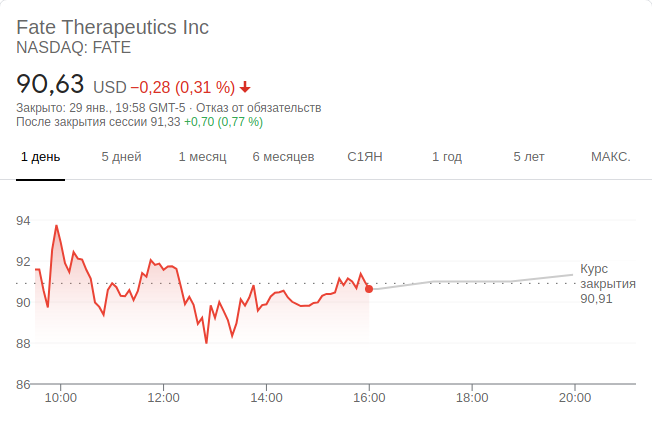 Fate Therapeutics Inc
NASDAQ: FATE
90,63 USD −0,28 (0,31 %)
Закрыто: 29 янв., 19:58 GMT-5 · Отказ от обязательств
После закрытия сессии 91,33 +0,70 (0,77 %)
1 день 5 дней 1 месяц 6 месяцев С1ЯН 1 год 5 лет МАКС.
94
92
Курс
закрытия
90,91
90
88
86
10:00 12:00 14:00 16:00 18:00 20:00